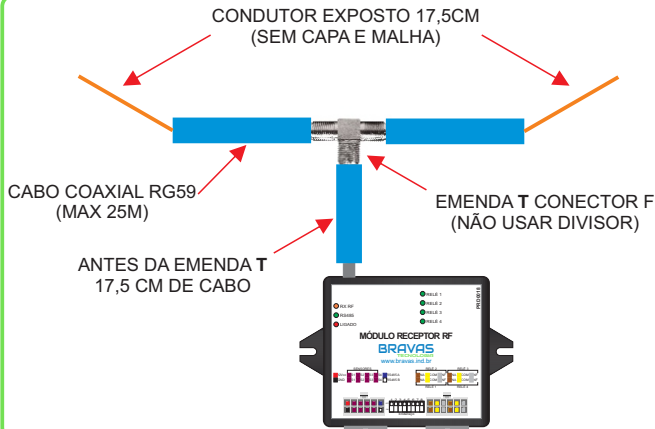 CONDUTOR EXPOSTO 17,5CM
(SEM CAPA E MALHA)
CABO COAXIAL RG59
(MAX 25M)
EMENDA T CONECTOR F
(NÃO USAR DIVISOR)
ANTES DA EMENDA T
17,5 CM DE CABO
RX RF
RS485
LIGADO
RELÉ 1
RELÉ 2
RELÉ 3
RELÉ 4
MÓDULO RECEPTOR RF
BRAVAS
TECNOLOGIA
www.bravas.ind.br
SENSORES